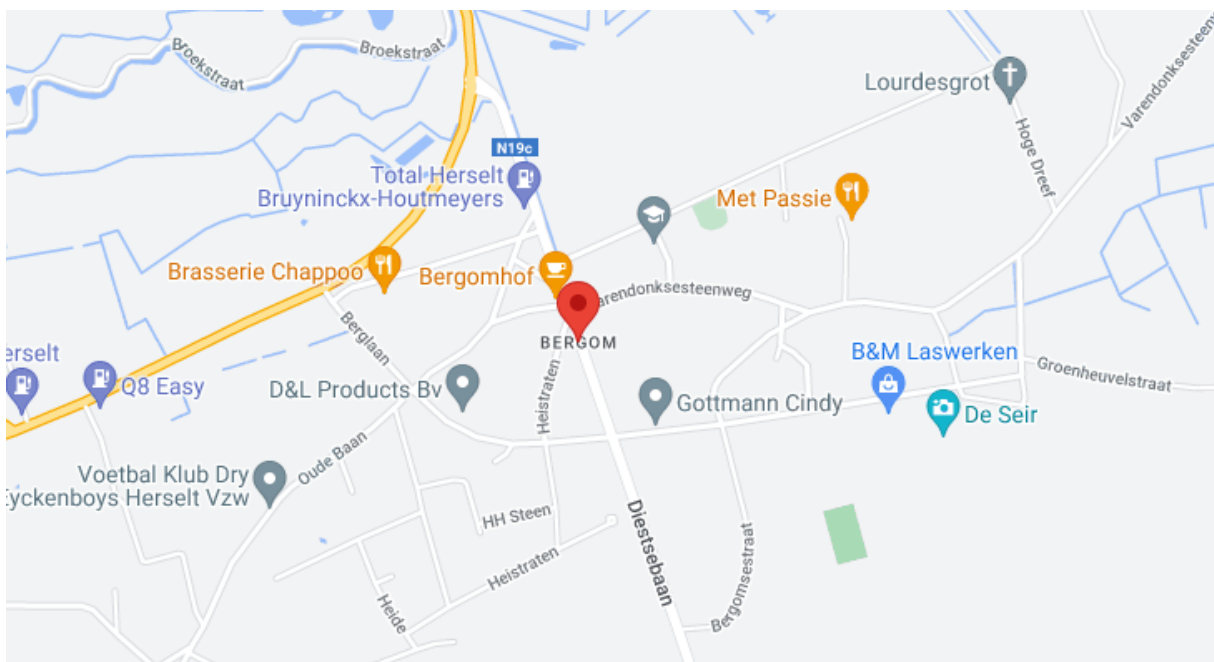 Broekstraat
Broekstraat
Lourdesgrot
Varendonksesteenw
Hoge Dreef
N19c
Total Herselt
Bruyninckx-Houtmeyers
Met Passie
Brasserie Chappoo
Bergomhof
arendonksesteenweg
Berglaan
BERGOM
erselt
Q8 Easy
B&M Laswerken
Groenheuvelstraat
D&L Products Bv
Heistraten
Gottmann Cindy
De Seir
Oude Baan
Voetbal Klub Dry
Eyckenboys Herselt Vzw
HH Steen
Diestsebaan
Heistraten
Bergomsestraat
Heide